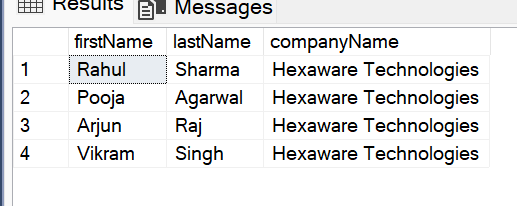 Results Messages
firstName lastName companyName
1 Rahul Sharma Hexaware Technologies
2 Pooja Agarwal Hexaware Technologies
3 Arjun Raj Hexaware Technologies
4 Vikram Singh Hexaware Technologies